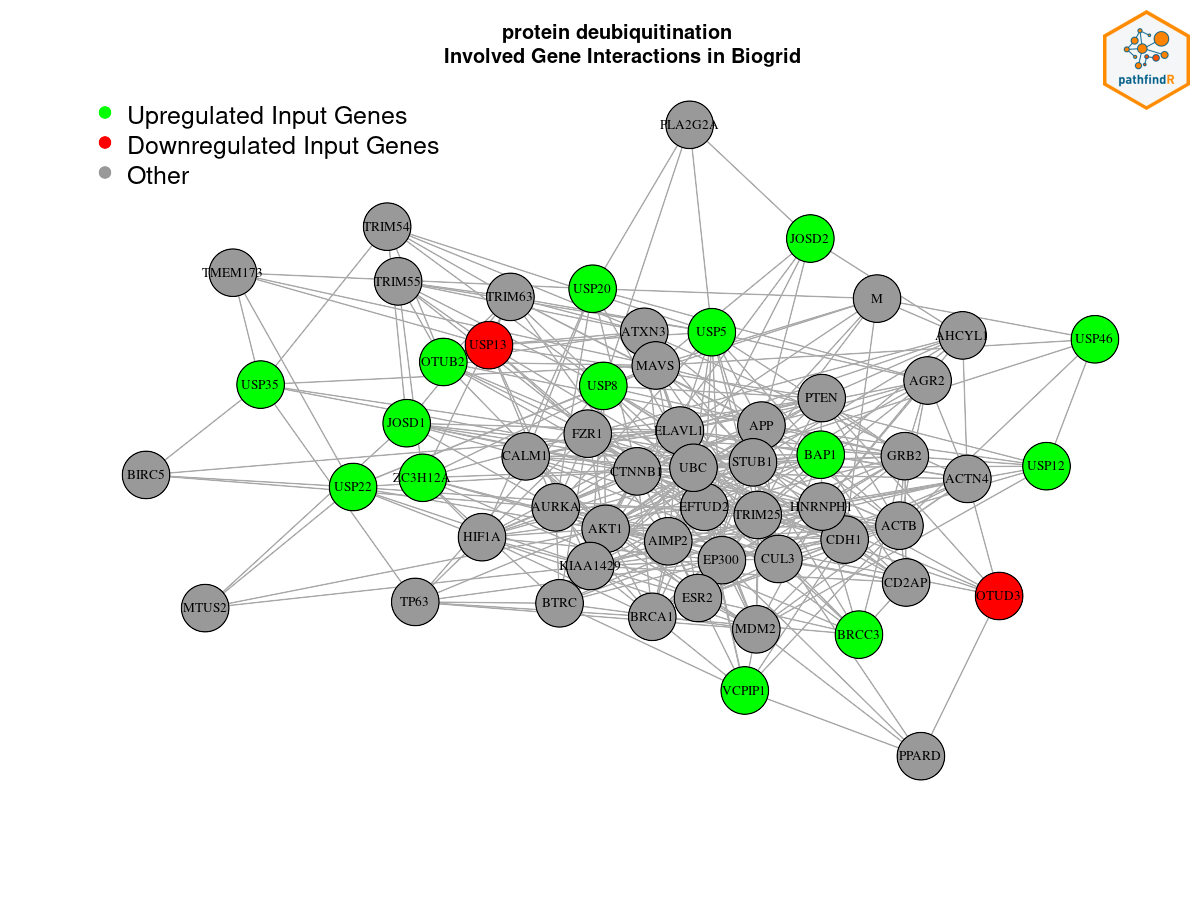 protein deubiquitination
Involved Gene Interactions in Biogrid
pathfindR
Upregulated Input Genes
Downregulated Input Genes
Other
PLA2G2A
TRIM54
JOSD2
TMEM173
TRIM55
USP20
TRIM63
M
ATXN3
USP5
AHCYL1
USP46
USP13
OTUB2
MAVS
USP35
USP8
AGR2
PTEN
JOSD1
FZR1
ELAVL1
APP
CALM1
BAP1
GRB2
STUB1
USP12
BIRC5
CTNNB1
UBC
ZC3H12A
ACTN4
USP22
AURKA
EFTUD2
HNRNPH1
TRIM25
AKT1
ACTB
HIF1A
AIMP2
CDH1
KIAA1429
EP300
CUL3
CD2AP
OTUD3
MTUS2
TP63
BTRC
ESR2
BRCA1
MDM2
BRCC3
VCPIP1
PPARD